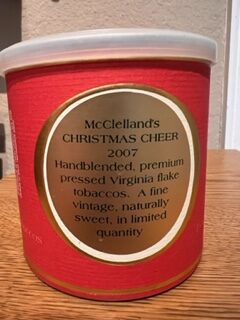 McClelland's
CHRISTMAS CHEER
2007
Handblended, premium
pressed Virginia flake
tobaccos. A fine
vintage, naturally
sweet, in limited
quantity